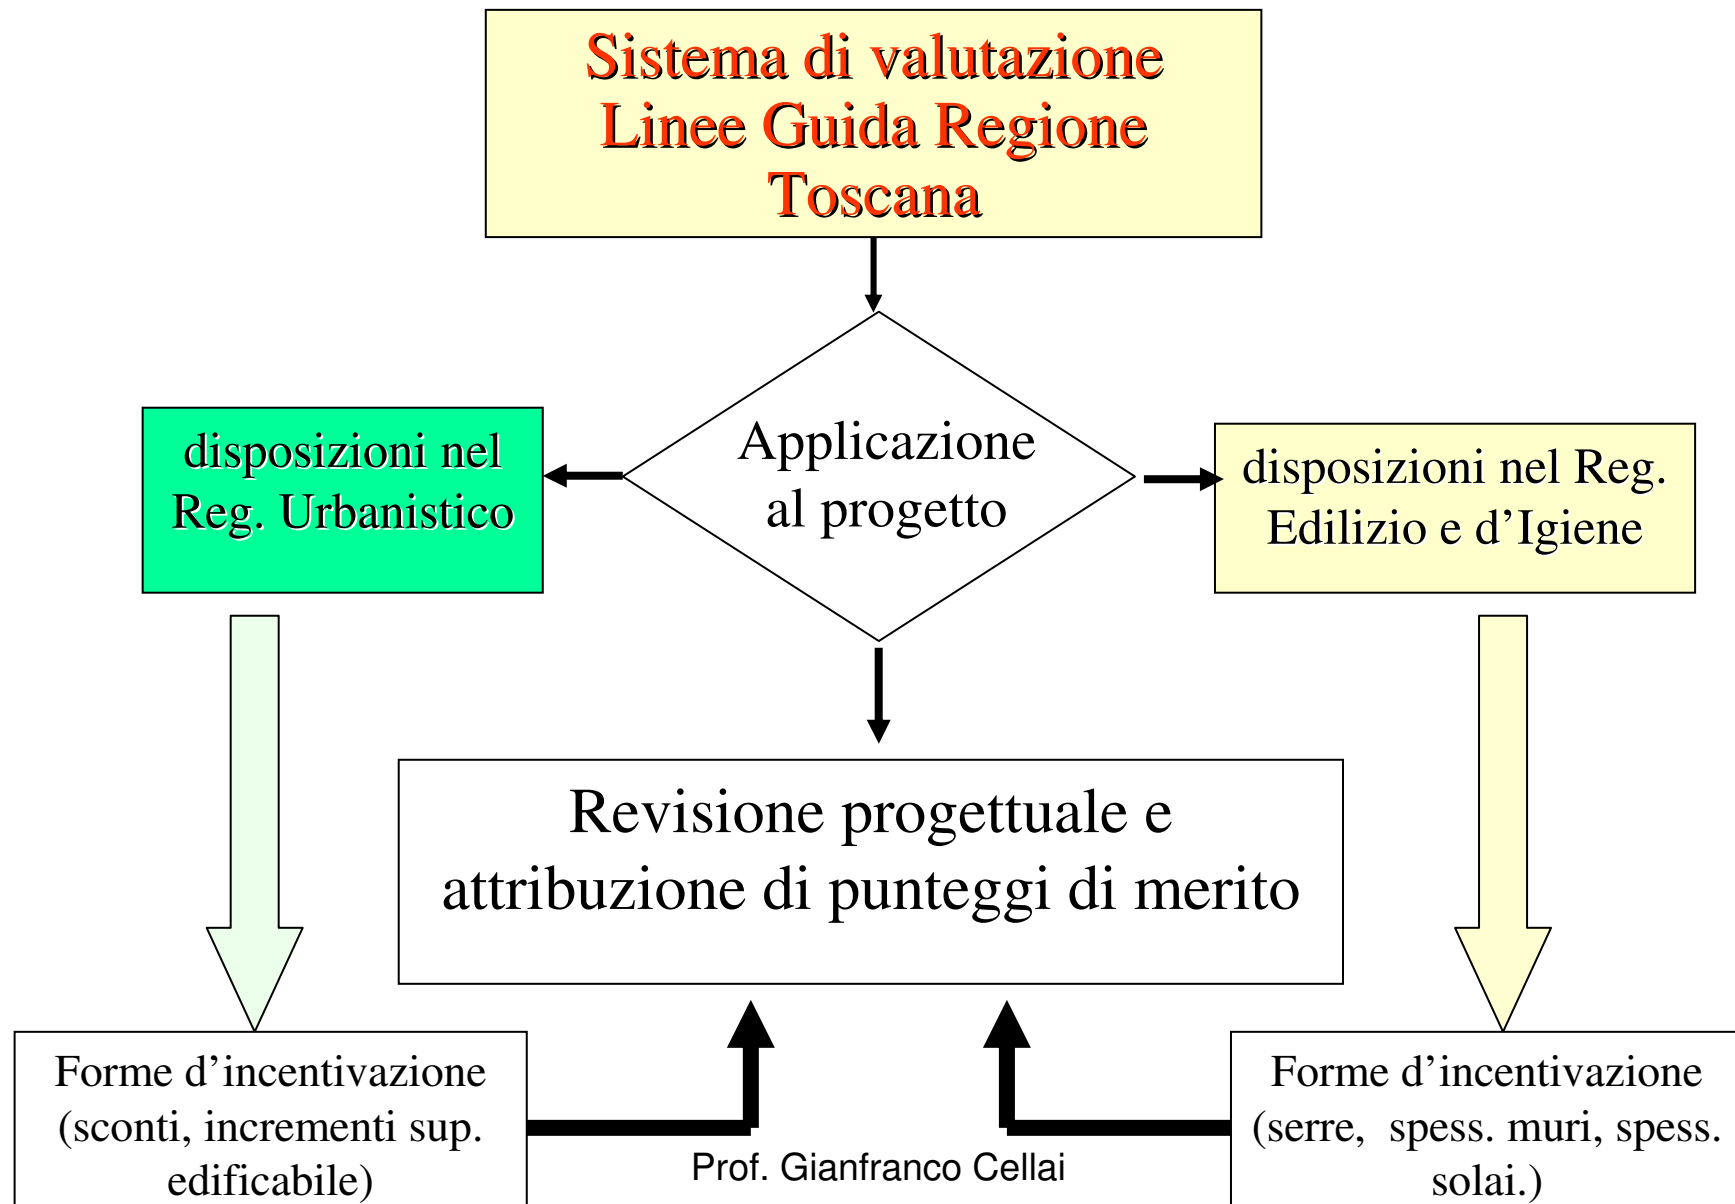 Sistema di valutazione
Linee Guida Regione
Toscana
disposizioni nel
Reg. Urbanistico
Applicazione
al progetto
disposizioni nel Reg.
Edilizio e d’Igiene
Revisione progettuale e
attribuzione di punteggi di merito
Forme d’incentivazione
(sconti, incrementi sup.
edificabile)
Forme d’incentivazione
(serre,  spess. muri, spess.
solai.)
Prof. Gianfranco Cellai